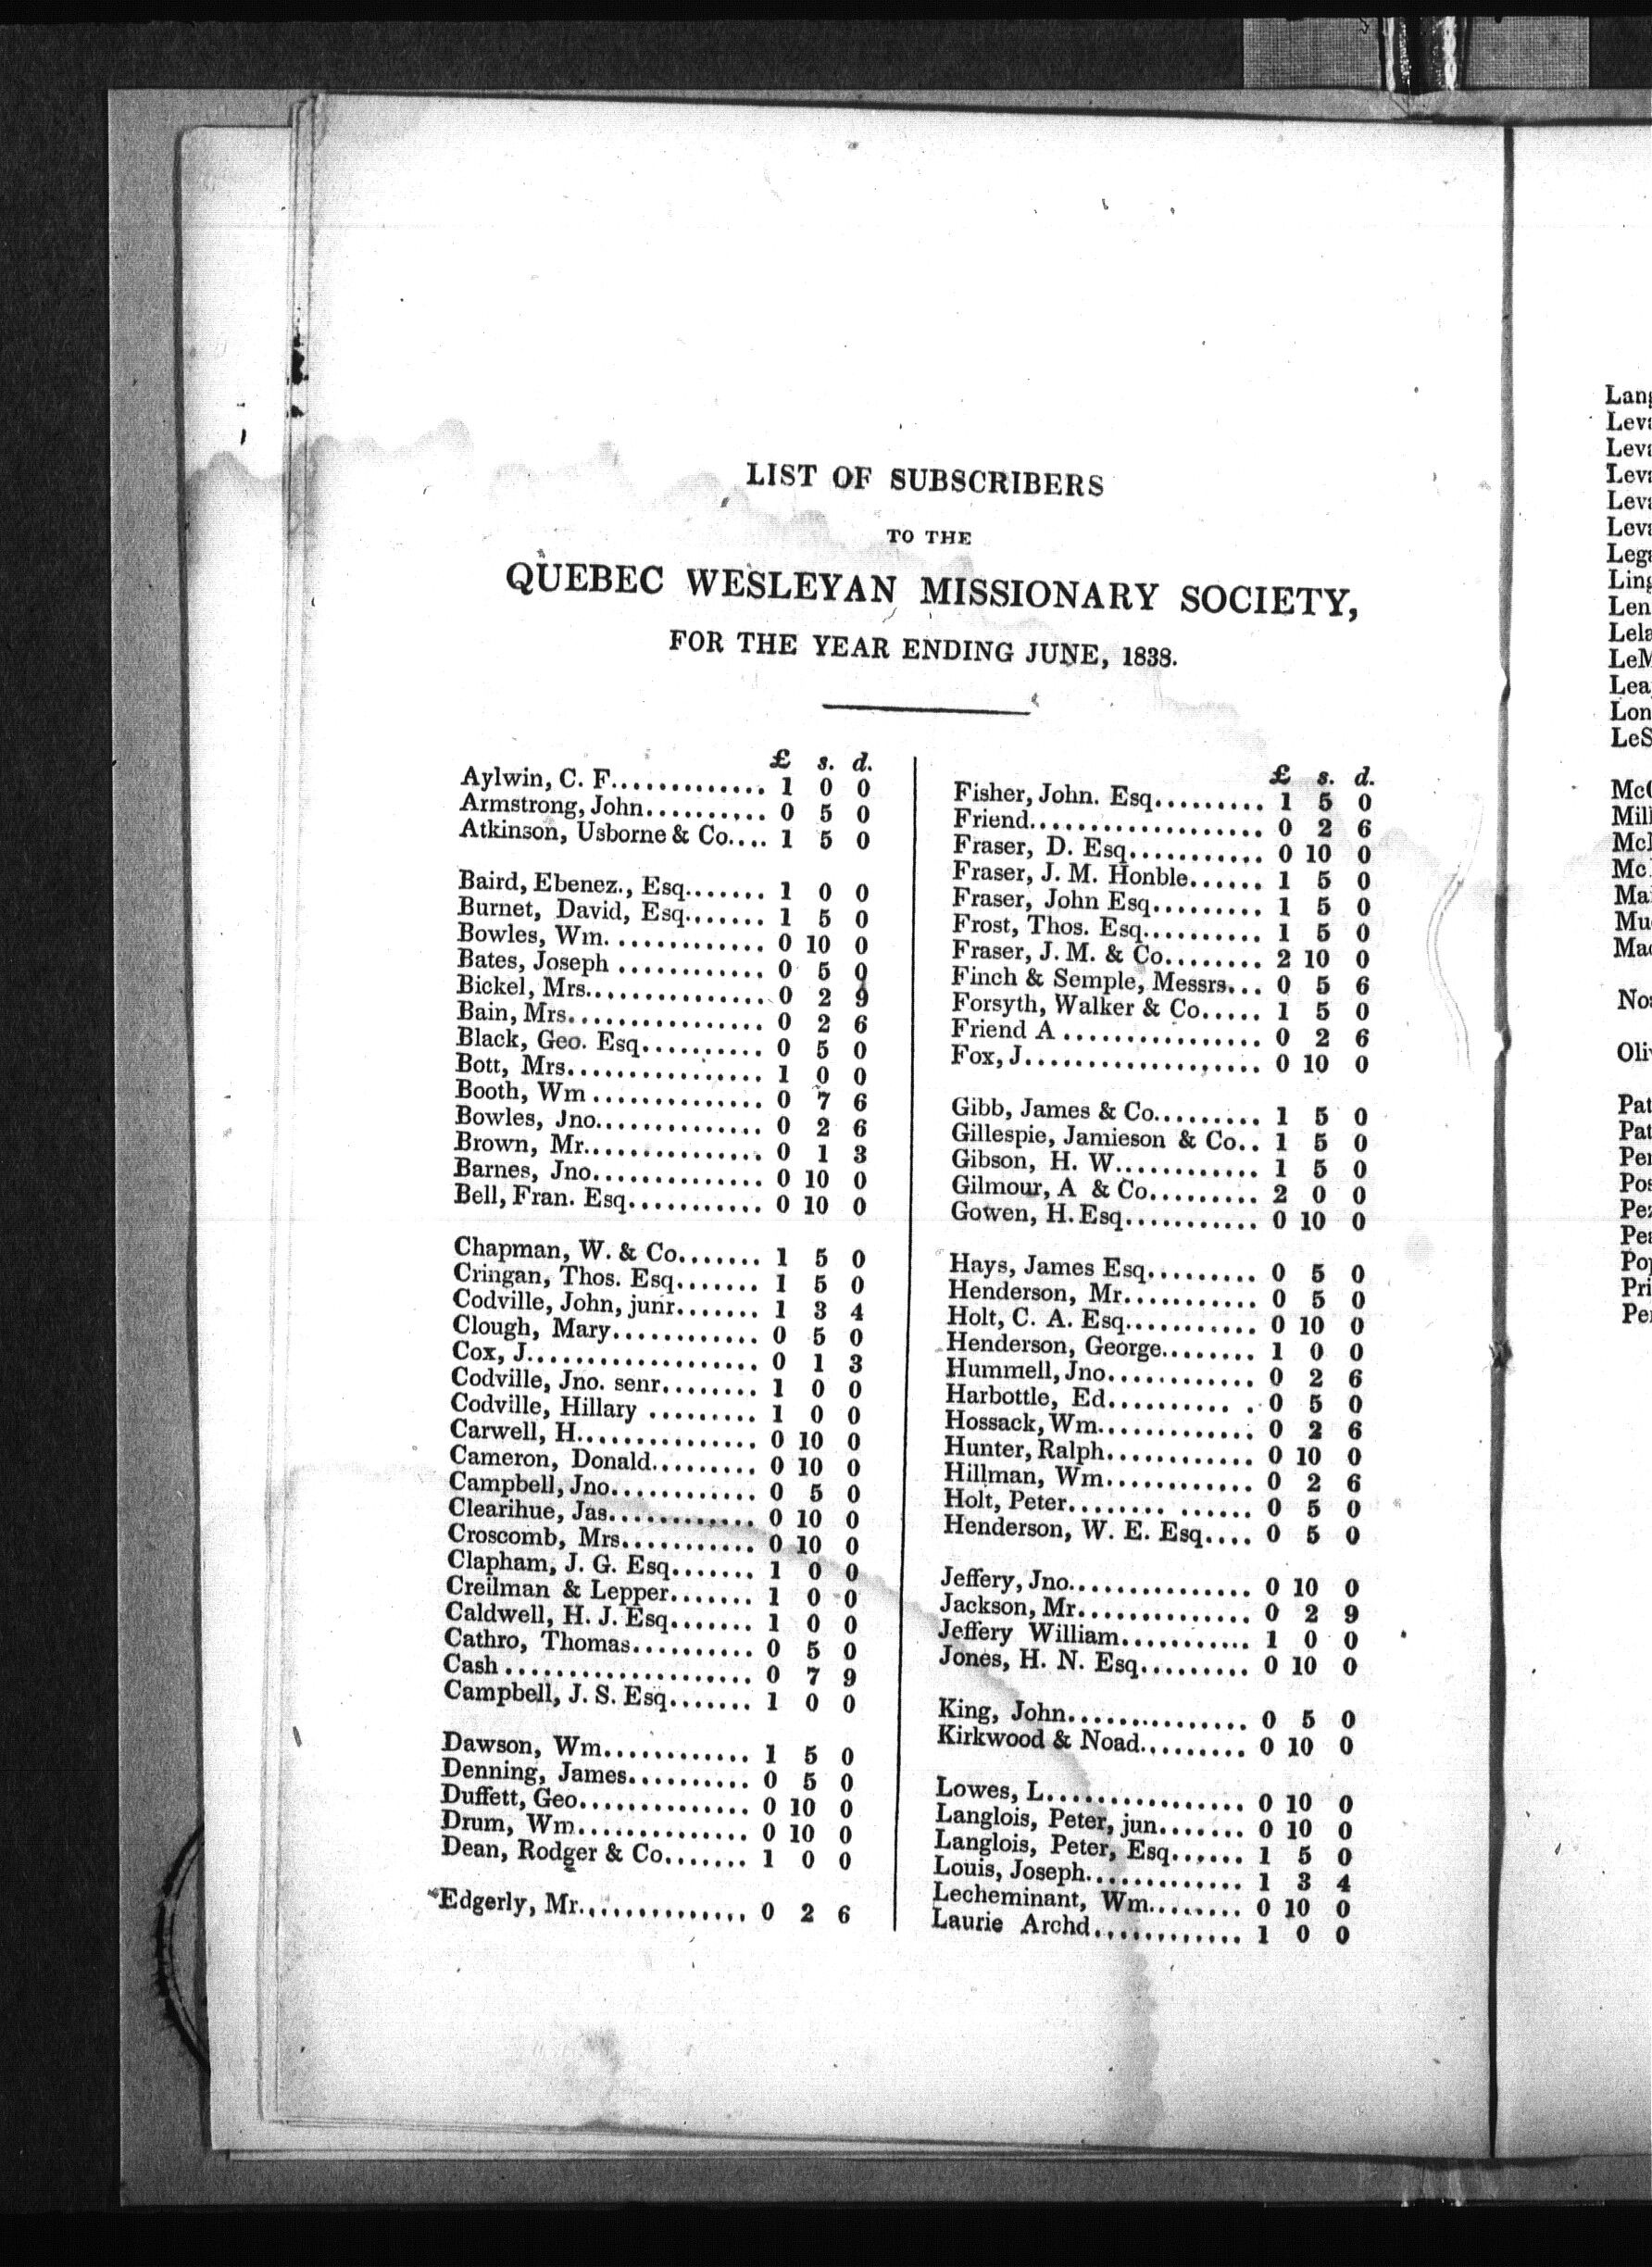 LIST OF SUBSCRIBERS
TO THE
QUEBEC WESLEYAN MISSIONARY SOCIETY,
FOR THE YEAR ENDING JUNE, 1838.
£ s. d.
Aylwin, C. F............. 1 0 0
Armstrong, John.......... 0 5 0
Atkinson, Usborne & Co.... 1 5 0
Baird, Ebenez., Esq....... 1 0 0
Burnet, David, Esq....... 1 5 0
Bowles, Wm. ............. 0 10 0
Bates, Joseph ............ 0 5 0
Bickel, Mrs............... 0 2 9
Bain, Mrs................ 0 2 6
Black, Geo. Esq.......... 0 5 0
Bott, Mrs................ 1 0 0
Booth, Wm .............. 0 7 6
Bowles, Jno.............. 0 2 6
Brown, Mr............... 0 1 3
Barnes, Jno.............. 0 10 0
Bell, Fran. Esq........... 0 10 0
Chapman, W. & Co....... 1 5 0
Cringan, Thos. Esq....... 1 5 0
Codville, John, junr....... 1 3 4
Clough, Mary............ 0 5 0
Cox, J................... 0 1 3
Codville, Jno. senr........ 1 0 0
Codville, Hillary ......... 1 0 0
Carwell, H............... 0 10 0
Cameron, Donald......... 0 10 0
Campbell, Jno............ 0 5 0
Clearihue, Jas............ 0 10 0
Croscomb, Mrs........... 0 10 0
Clapham, J. G. Esq....... 1 0 0
Creilman & Lepper....... 1 0 0
Caldwell, H. J. Esq....... 1 0 0
Cathro, Thomas.......... 0 5 0
Cash .................... 0 7 9
Campbell, J. S. Esq....... 1 0 0
Dawson, Wm............ 1 5 0
Denning, James.......... 0 5 0
Duffett, Geo.............. 0 10 0
Drum, Wm.............. 0 10 0
Dean, Rodger & Co....... 1 0 0
Edgerly, Mr.............. 0 2 6
£ s. d.
Fisher, John. Esq......... 1 5 0
Friend................... 0 2 6
Fraser, D. Esq........... 0 10 0
Fraser, J. M. Honble...... 1 5 0
Fraser, John Esq......... 1 5 0
Frost, Thos. Esq.......... 1 5 0
Fraser, J. M. & Co........ 2 10 0
Finch & Semple, Messrs... 0 5 6
Forsyth, Walker & Co..... 1 5 0
Friend A ................ 0 2 6
Fox, J.................... 0 10 0
Gibb, James & Co......... 1 5 0
Gillespie, Jamieson & Co.. 1 5 0
Gibson, H. W............ 1 5 0
Gilmour, A & Co......... 2 0 0
Gowen, H. Esq........... 0 10 0
Hays, James Esq......... 0 5 0
Henderson, Mr........... 0 5 0
Holt, C. A. Esq........... 0 10 0
Henderson, George........ 1 0 0
Hummell, Jno............ 0 2 6
Harbottle, Ed.......... . 0 5 0
Hossack, Wm............. 0 2 6
Hunter, Ralph............ 0 10 0
Hillman, Wm............ 0 2 6
Holt, Peter........ ...... 0 5 0
Henderson, W. E. Esq.... 0 5 0
Jeffery, Jno............... 0 10 0
Jackson, Mr.............. 0 2 9
Jeffery William........... 1 0 0
Jones, H. N. Esq......... 0 10 0
King, John............... 0 5 0
Kirkwood & Noad......... 0 10 0
Lowes, L................. 0 10 0
Langlois, Peter, jun....... 0 10 0
Langlois, Peter, Esq...... 1 5 0
Louis, Joseph............. 1 3 4
Lecheminant, Wm........ 0 10 0
Laurie Archd............ 1 0 0